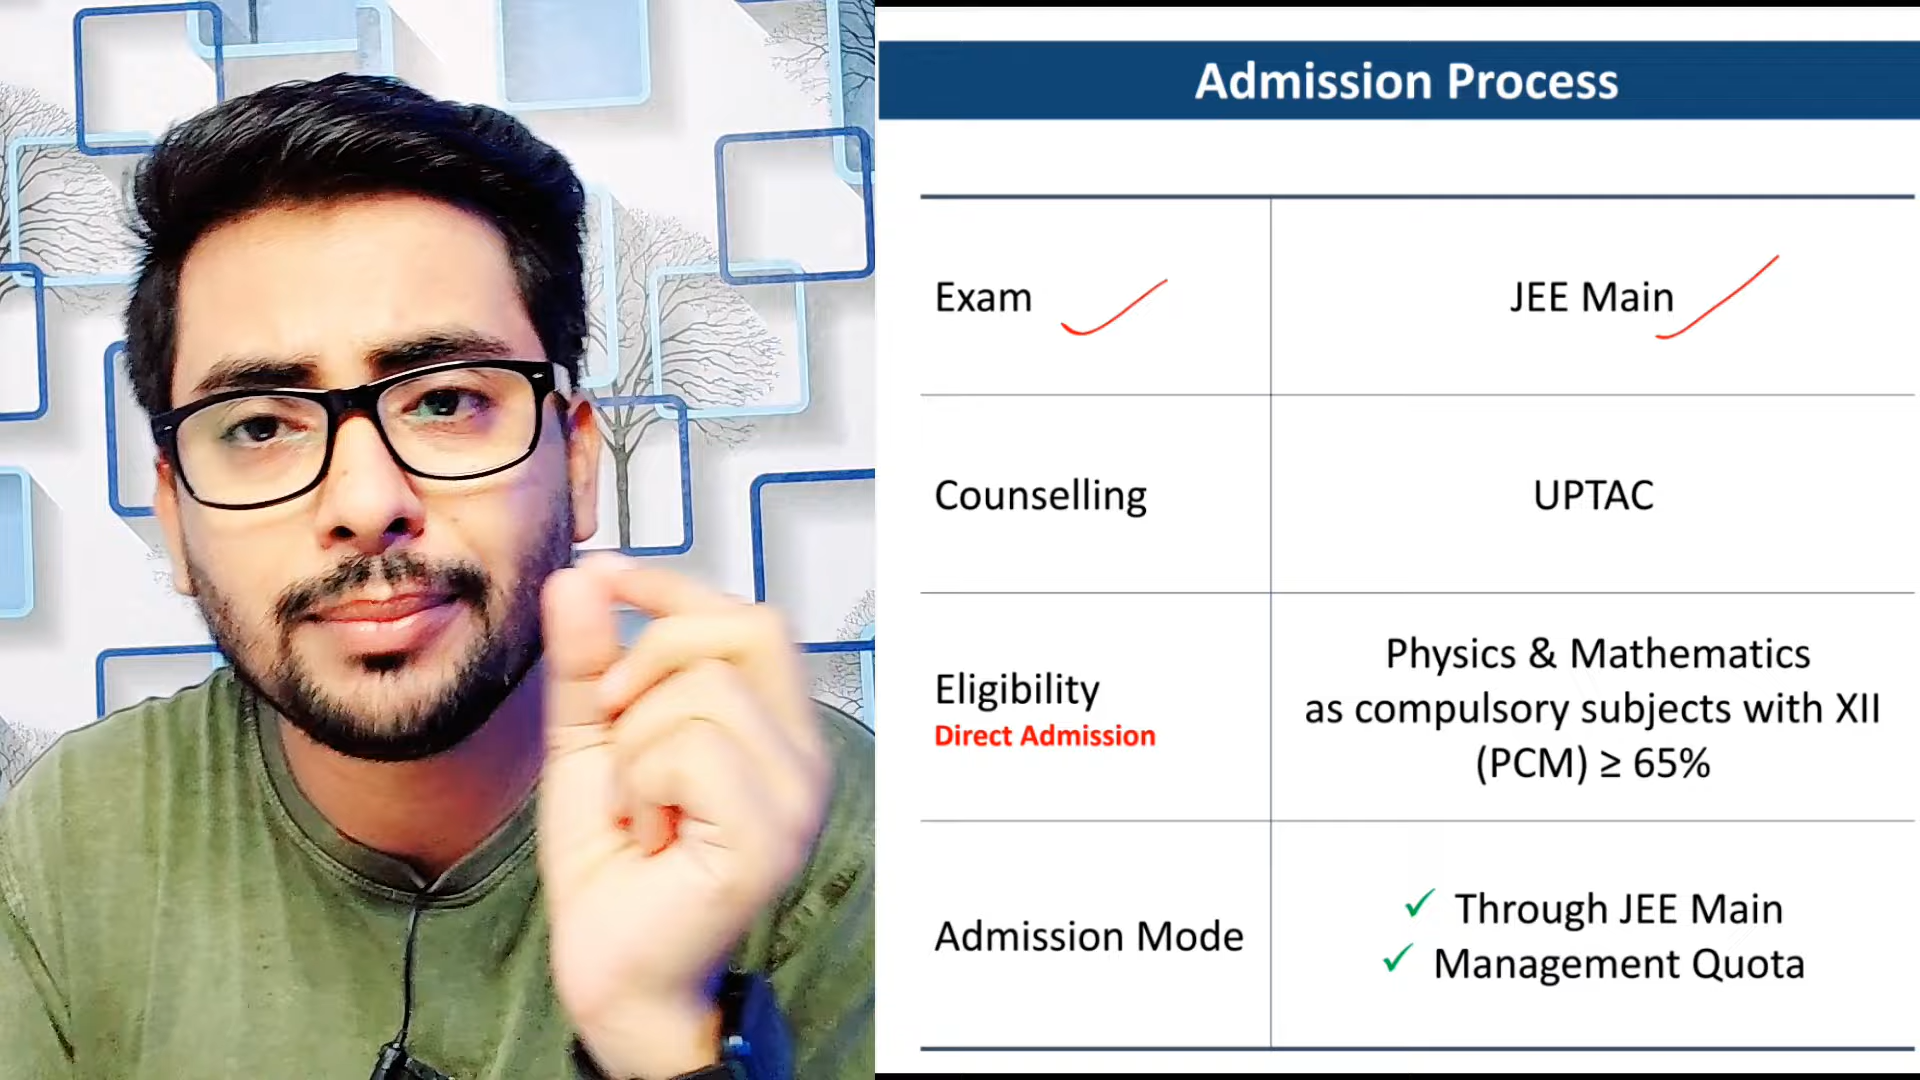 Admission Process
Exam
JEE Main
Counselling
UPTAC
Eligibility
Direct Admission
Physics & Mathematics
as compulsory subjects with XII
(PCM) ≥ 65%
Admission Mode
✓ Through JEE Main
✓ Management Quota